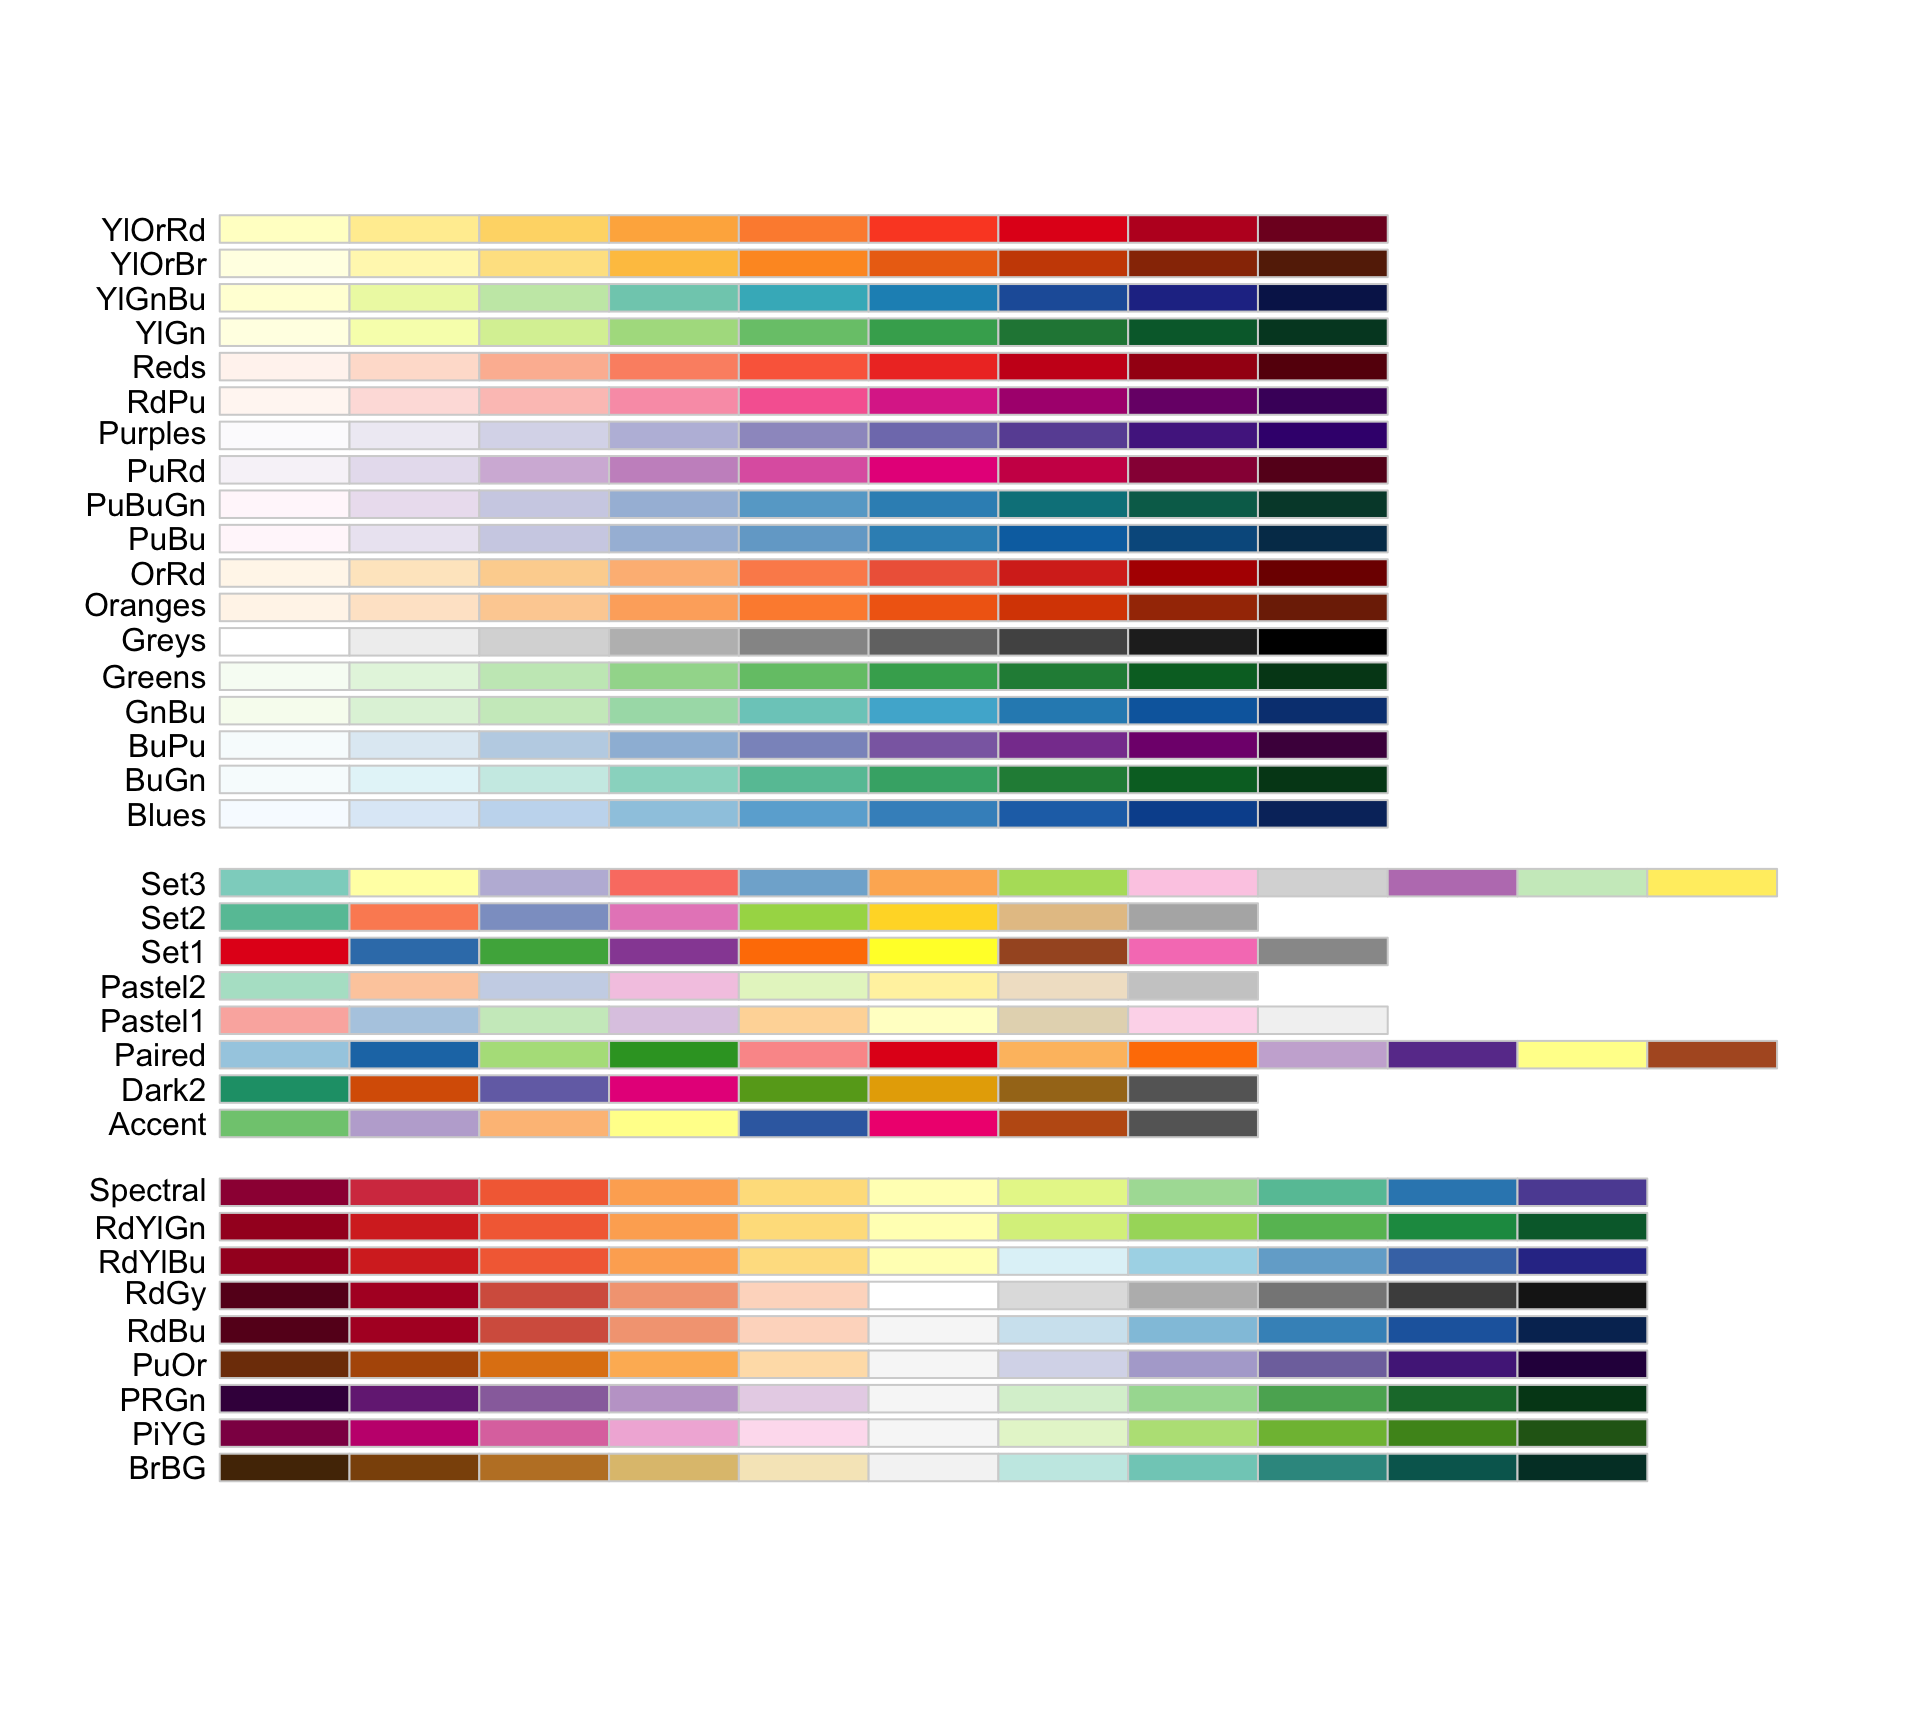 YlOrRd
YlOrBr
YlGnBu
YlGn
Reds
RdPu
Purples
PuRd
PuBuGn
PuBu
OrRd
Oranges
Greys
Greens
GnBu
BuPu
BuGn
Blues
Set3
Set2
Set1
Pastel2
Pastel1
Paired
Dark2
Accent
Spectral
RdYlGn
RdYlBu
RdGy
RdBu
PuOr
PRGn
PiYG
BrBG